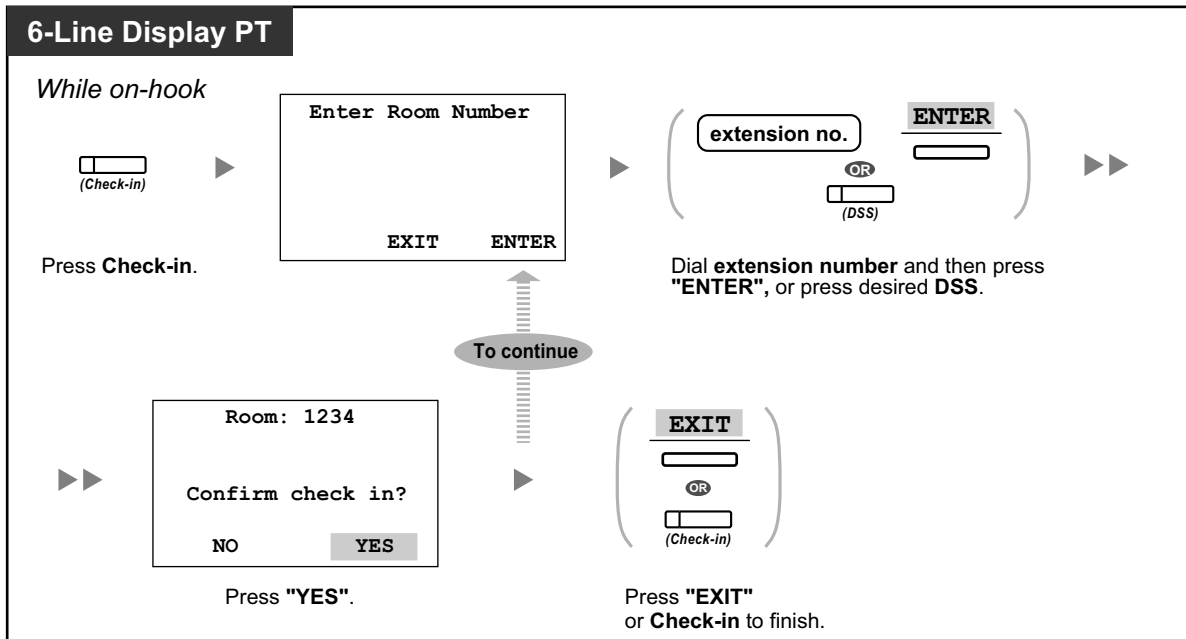 6-Line Display PT
While on-hook
(Check-in)
Press Check-in.
Enter Room Number
EXIT ENTER
extension no.
OR
(DSS)
ENTER
Dial extension number and then press
"ENTER", or press desired DSS.
To continue
Room: 1234
Confirm check in?
NO YES
Press "YES".
EXIT
OR
(Check-in)
Press "EXIT"
or Check-in to finish.